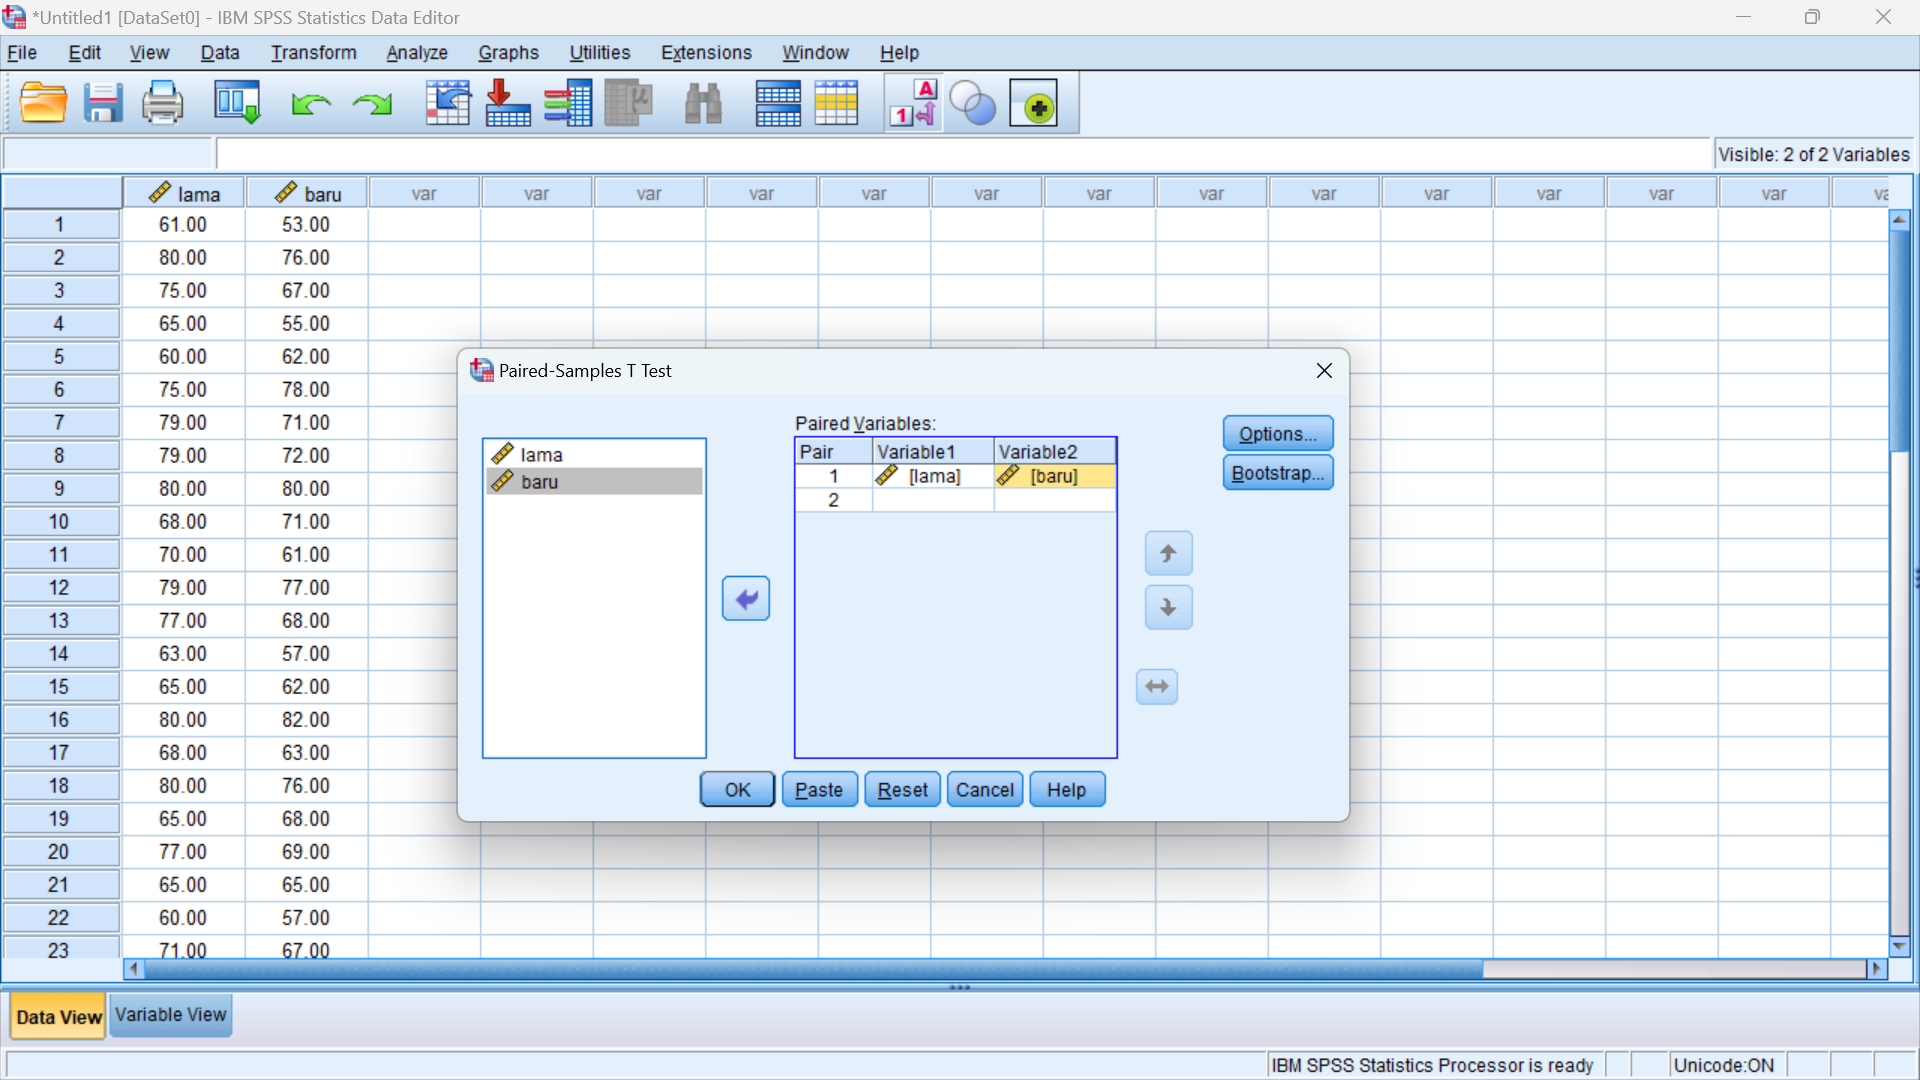 *Untitled1 [DataSet0] - IBM SPSS Statistics Data Editor
File Edit View Data Transform Analyze Graphs Utilities Extensions Window Help
Visible: 2 of 2 Variables
lama baru var var var var var var var var var var var var var
1 61.00 53.00
2 80.00 76.00
3 75.00 67.00
4 65.00 55.00
5 60.00 62.00
6 75.00 78.00
7 79.00 71.00
8 79.00 72.00
9 80.00 80.00
10 68.00 71.00
11 70.00 61.00
12 79.00 77.00
13 77.00 68.00
14 63.00 57.00
15 65.00 62.00
16 80.00 82.00
17 68.00 63.00
18 80.00 76.00
19 65.00 68.00
20 77.00 69.00
21 65.00 65.00
22 60.00 57.00
23 71.00 67.00
Paired-Samples T Test
lama
baru
Paired Variables:
Pair Variable1 Variable2
1 [lama] [baru]
2
Options...
Bootstrap...
OK Paste Reset Cancel Help
Data View Variable View
IBM SPSS Statistics Processor is ready Unicode:ON